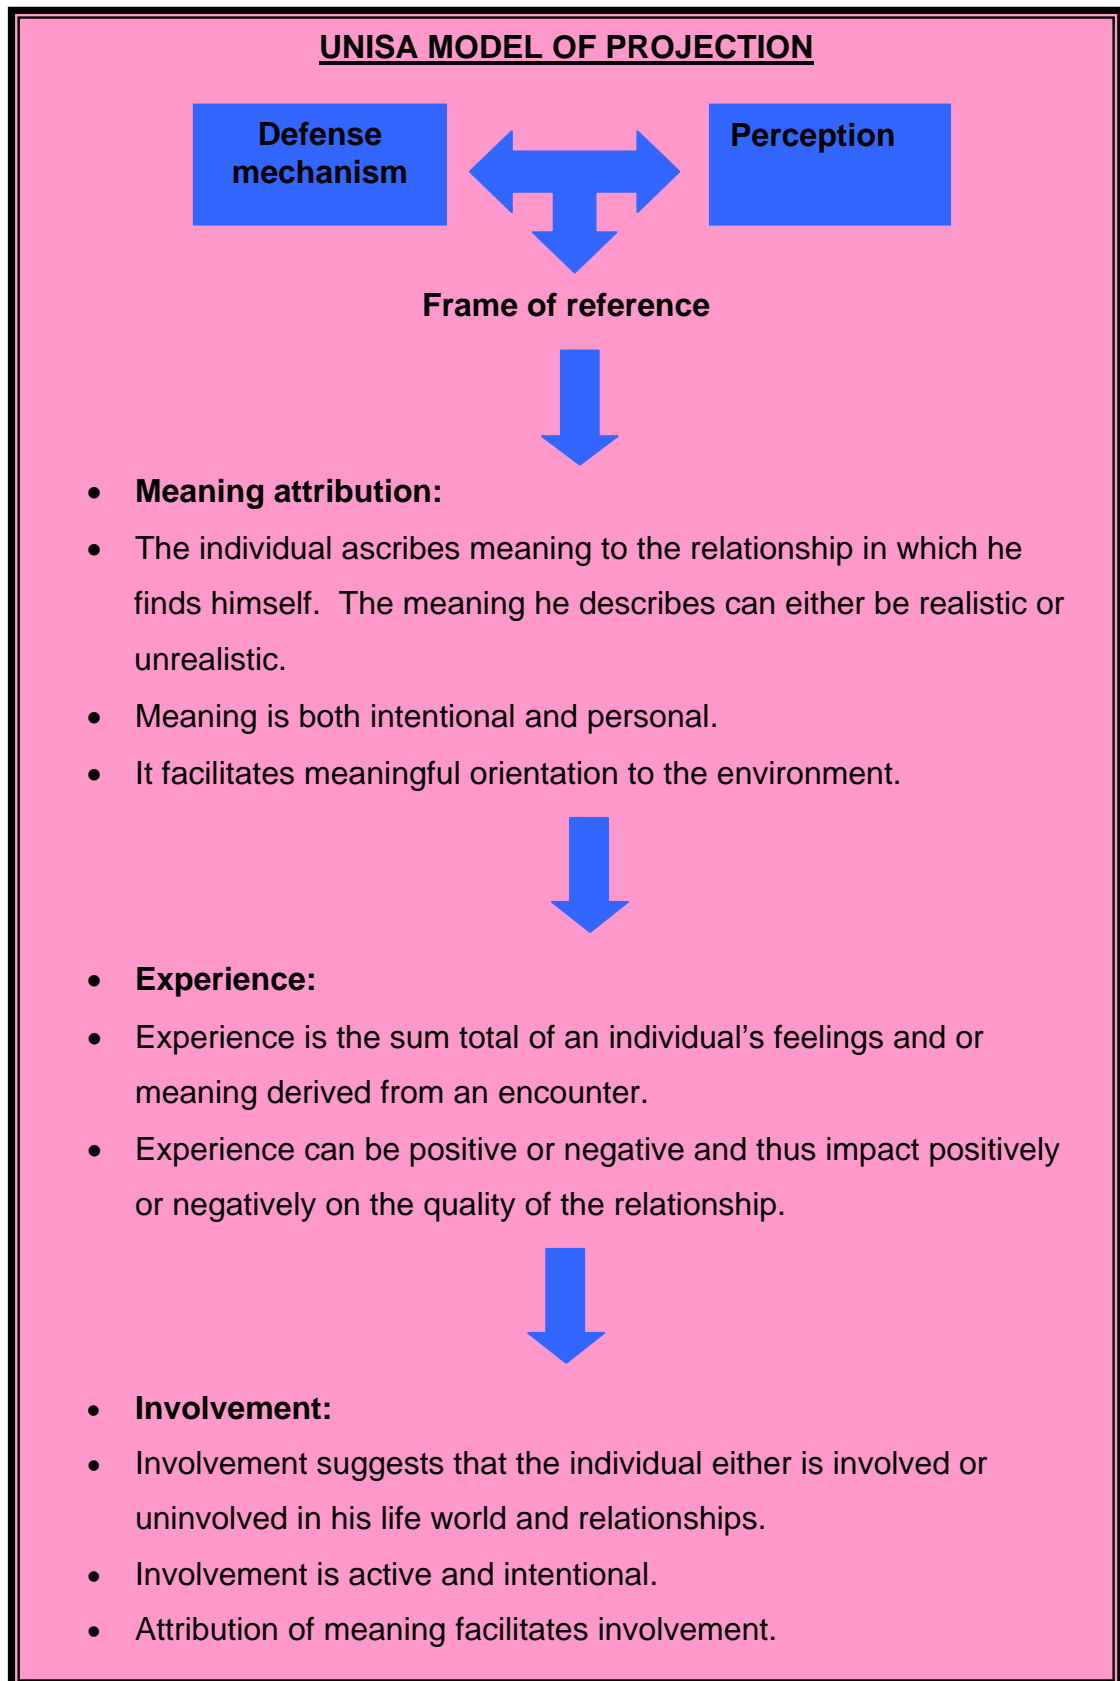 UNISA MODEL OF PROJECTION
Defense
mechanism
Perception
Frame of reference
• Meaning attribution:
• The individual ascribes meaning to the relationship in which he
finds himself.  The meaning he describes can either be realistic or
unrealistic.
• Meaning is both intentional and personal.
• It facilitates meaningful orientation to the environment.
• Experience:
• Experience is the sum total of an individual’s feelings and or
meaning derived from an encounter.
• Experience can be positive or negative and thus impact positively
or negatively on the quality of the relationship.
• Involvement:
• Involvement suggests that the individual either is involved or
uninvolved in his life world and relationships.
• Involvement is active and intentional.
• Attribution of meaning facilitates involvement.